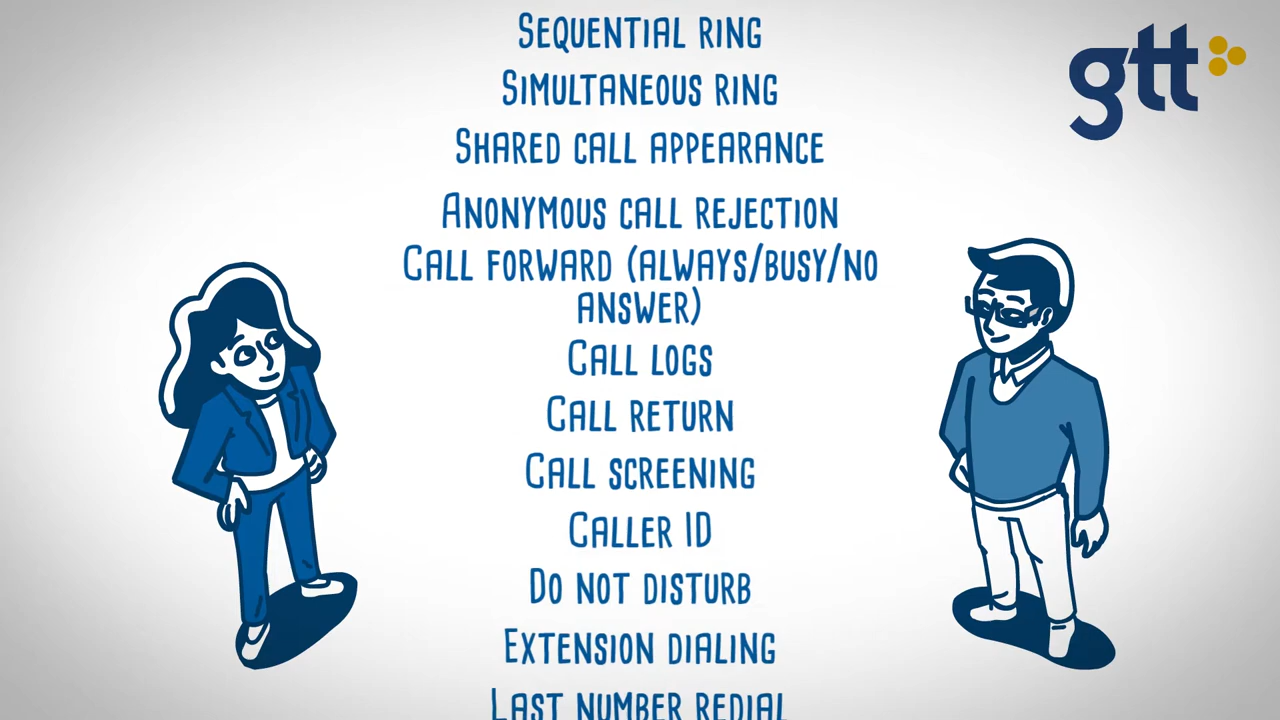 Sequential ring
gtt
Simultaneous ring
Shared call appearance
Anonymous call rejection
Call forward (always/busy/no
answer)
Call logs
Call return
Call screening
Caller ID
Do not disturb
Extension dialing
Last number redial